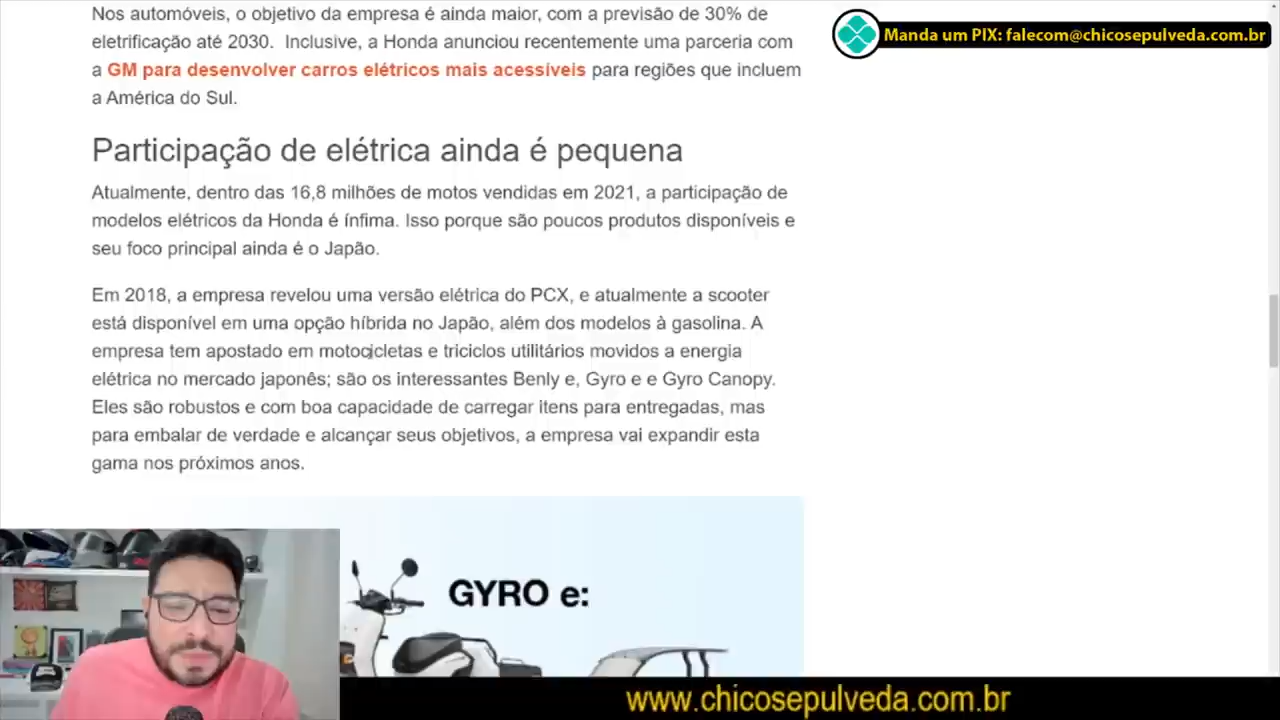 Nos automóveis, o objetivo da empresa é ainda maior, com a previsão de 30% de
eletrificação até 2030. Inclusive, a Honda anunciou recentemente uma parceria com
a GM para desenvolver carros elétricos mais acessíveis para regiões que incluem
a América do Sul.
Manda um PIX: falecom@chicosepulveda.com.br
Participação de elétrica ainda é pequena
Atualmente, dentro das 16,8 milhões de motos vendidas em 2021, a participação de
modelos elétricos da Honda é ínfima. Isso porque são poucos produtos disponíveis e
seu foco principal ainda é o Japão.
Em 2018, a empresa revelou uma versão elétrica do PCX, e atualmente a scooter
está disponível em uma opção híbrida no Japão, além dos modelos à gasolina. A
empresa tem apostado em motocicletas e triciclos utilitários movidos a energia
elétrica no mercado japonês; são os interessantes Benly e, Gyro e e Gyro Canopy.
Eles são robustos e com boa capacidade de carregar itens para entregadas, mas
para embalar de verdade e alcançar seus objetivos, a empresa vai expandir esta
gama nos próximos anos.
GYRO e:
www.chicosepulveda.com.br